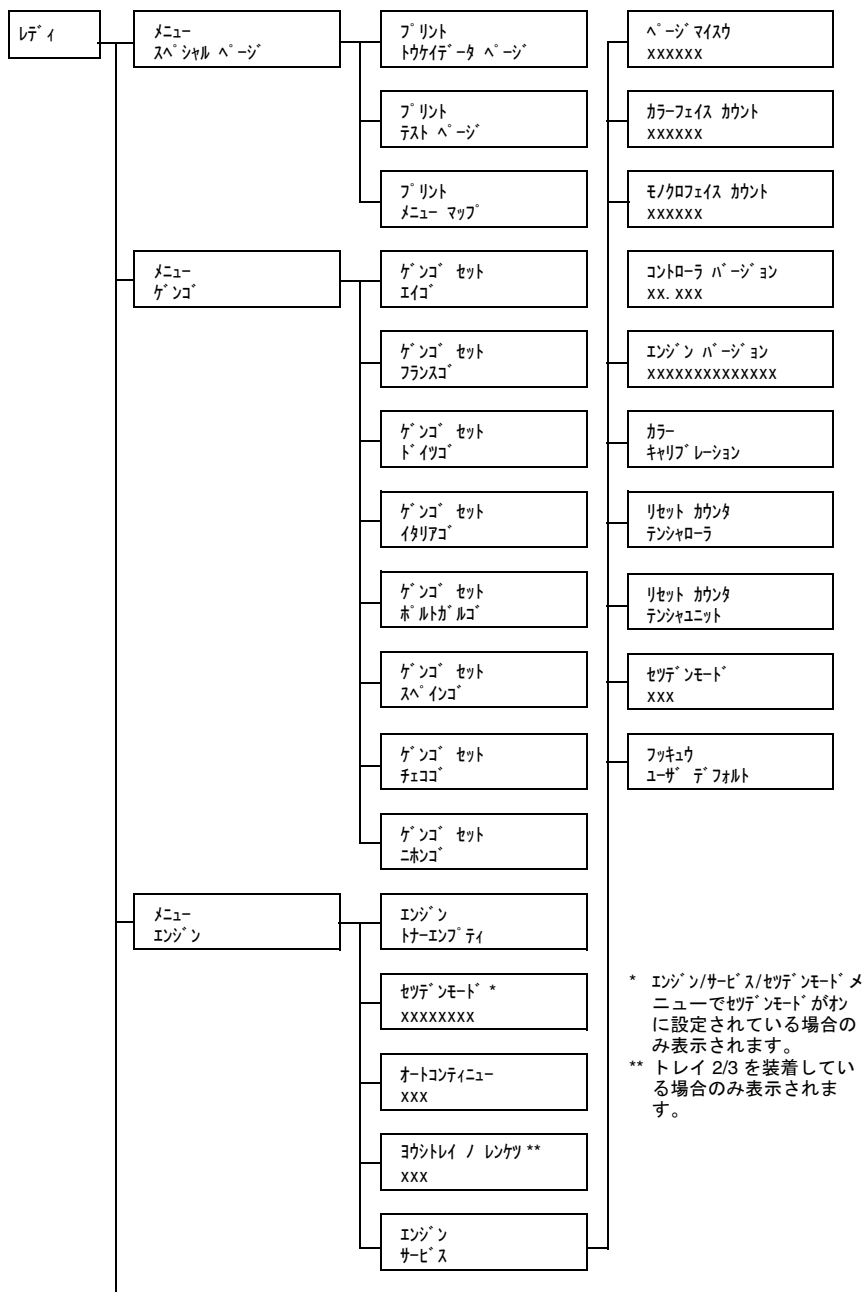 ﾚﾃﾞｨ
ﾒﾆｭｰ
ｽﾍﾟｼｬﾙ ﾍﾟｰｼﾞ
ﾌﾟﾘﾝﾄ
ﾄｳｹｲﾃﾞｰﾀ ﾍﾟｰｼﾞ
ﾌﾟﾘﾝﾄ
ﾃｽﾄ ﾍﾟｰｼﾞ
ﾌﾟﾘﾝﾄ
ﾒﾆｭｰ ﾏｯﾌﾟ
ﾒﾆｭｰ
ｹﾞﾝｺﾞ
ｹﾞﾝｺﾞ ｾｯﾄ
ｴｲｺﾞ
ｹﾞﾝｺﾞ ｾｯﾄ
ﾌﾗﾝｽｺﾞ
ｹﾞﾝｺﾞ ｾｯﾄ
ﾄﾞｲﾂｺﾞ
ｹﾞﾝｺﾞ ｾｯﾄ
ｲﾀﾘｱｺﾞ
ｹﾞﾝｺﾞ ｾｯﾄ
ﾎﾟﾙﾄｶﾞﾙｺﾞ
ｹﾞﾝｺﾞ ｾｯﾄ
ｽﾍﾟｲﾝｺﾞ
ｹﾞﾝｺﾞ ｾｯﾄ
ﾁｪｺｺﾞ
ｹﾞﾝｺﾞ ｾｯﾄ
ﾆﾎﾝｺﾞ
ﾒﾆｭｰ
ｴﾝｼﾞﾝ
ｴﾝｼﾞﾝ
ﾄﾅｰｴﾝﾌﾟﾃｨ
ｾﾂﾃﾞﾝﾓｰﾄﾞ *
xxxxxxxx
ｵｰﾄｺﾝﾃｨﾆｭｰ
xxx
ﾖｳｼﾄﾚｲ ﾉ ﾚﾝｹﾂ **
xxx
ｴﾝｼﾞﾝ
ｻｰﾋﾞｽ
ﾍﾟｰｼﾞﾏｲｽｳ
xxxxxx
ｶﾗｰﾌｪｲｽ ｶｳﾝﾄ
xxxxxx
ﾓﾉｸﾛﾌｪｲｽ ｶｳﾝﾄ
xxxxxx
ｺﾝﾄﾛｰﾗ ﾊﾞｰｼﾞｮﾝ
xx. xxx
ｴﾝｼﾞﾝ ﾊﾞｰｼﾞｮﾝ
xxxxxxxxxxxxxx
ｶﾗｰ
ｷｬﾘﾌﾞﾚｰｼｮﾝ
ﾘｾｯﾄ ｶｳﾝﾀ
ﾃﾝｼｬﾛｰﾗ
ﾘｾｯﾄ ｶｳﾝﾀ
ﾃﾝｼｬﾕﾆｯﾄ
ｾﾂﾃﾞﾝﾓｰﾄﾞ
xxx
ﾌｯｷｭｳ
ﾕｰｻﾞ ﾃﾞﾌｫﾙﾄ
* ｴﾝｼﾞﾝ/ｻｰﾋﾞｽ/ｾﾂﾃﾞﾝﾓｰﾄﾞメ
ニューでｾﾂﾃﾞﾝﾓｰﾄﾞがｵﾝ
に設定されている場合の
み表示されます。
** トレイ 2/3 を装着してい
る場合のみ表示されま
す。